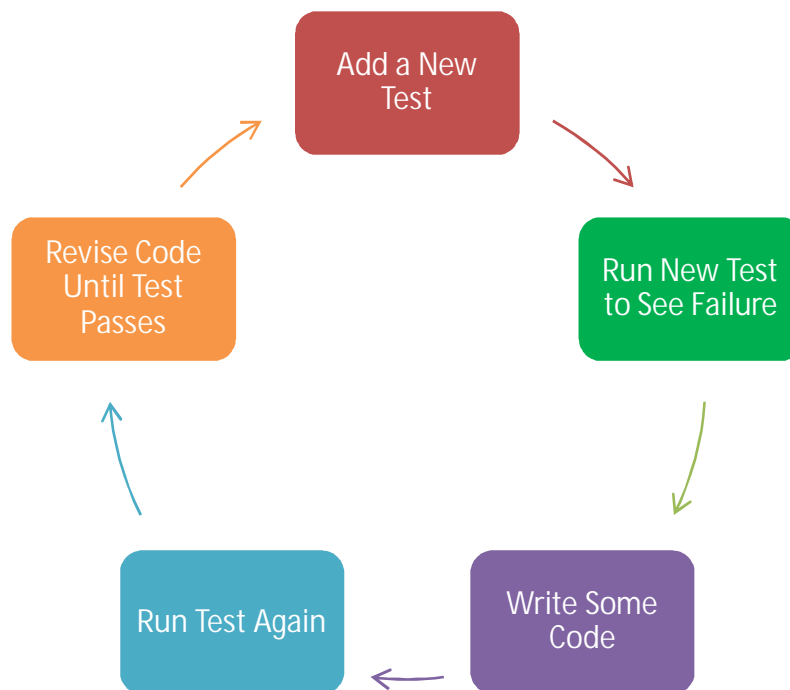 Add a New
Test
Run New Test
to See Failure
Write Some
Code
Run Test Again
Revise Code
Until Test
Passes